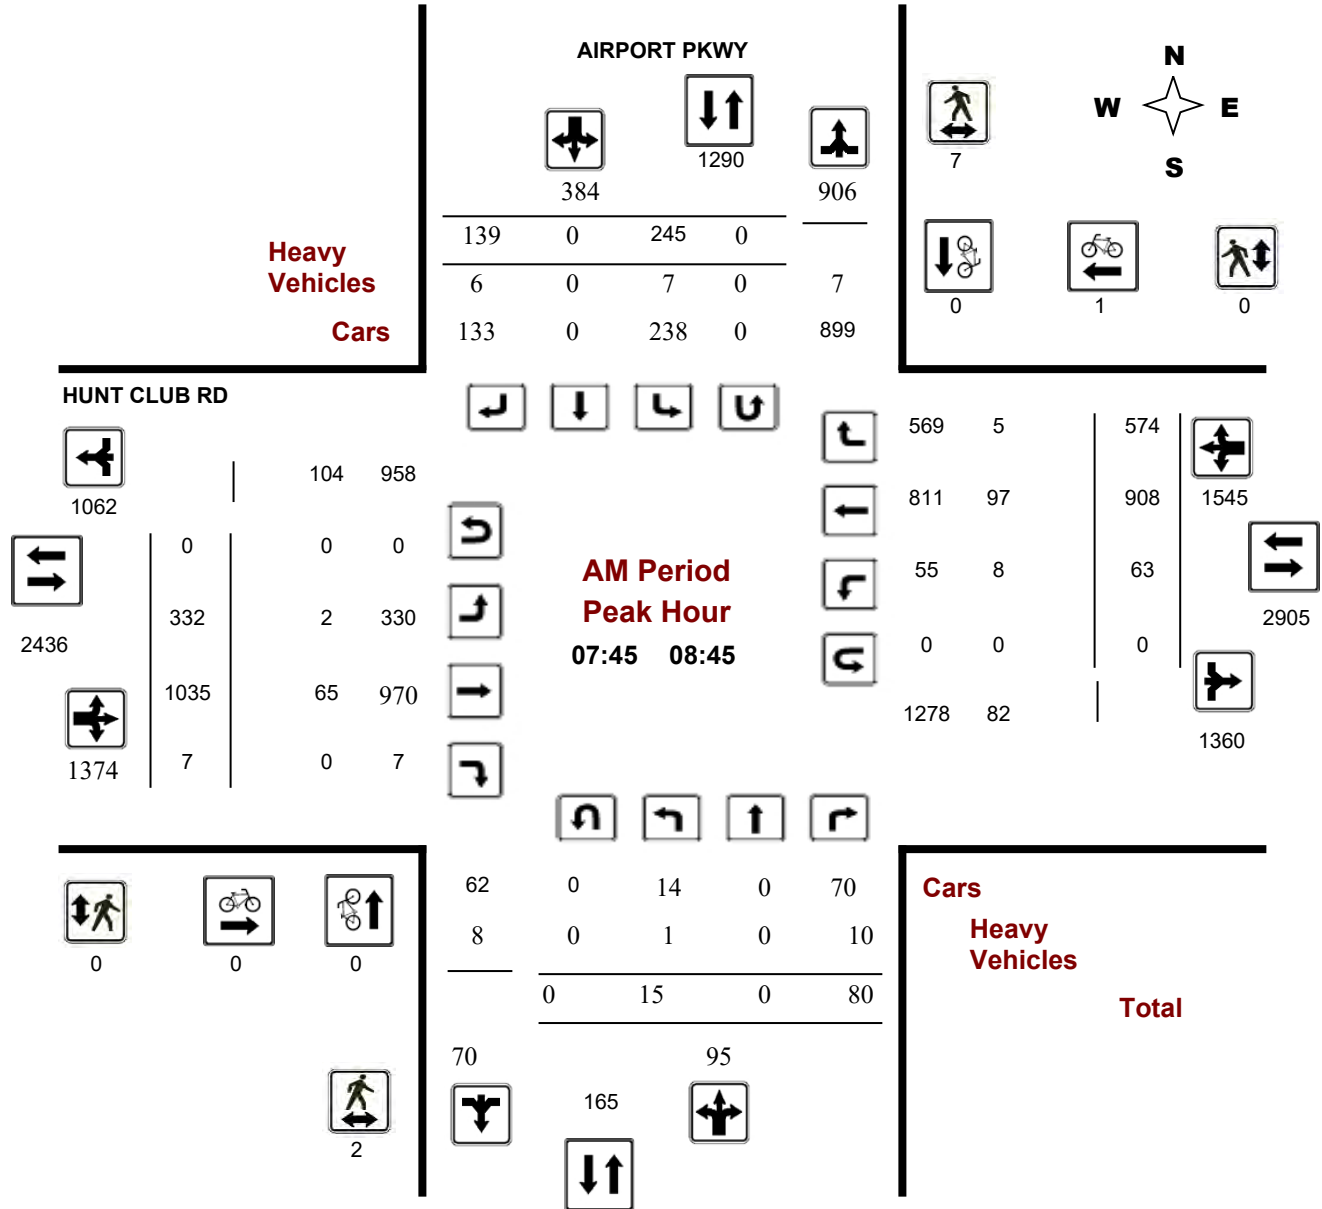 AIRPORT PKWY
N
W E
S
1290
7
384 906
139 0 245 0
Heavy
Vehicles
6 0 7 0 7
0 1 0
Cars
133 0 238 0 899
HUNT CLUB RD
569 5 574
104 958
1062
811 97 908 1545
0 0 0
AM Period
55 8 63
332 2 330
Peak Hour
2905
2436
07:45 08:45
0 0 0
1035 65 970
1278 82
1360
1374 7 0 7
62 0 14 0 70
Cars
8 0 1 0 10
Heavy
Vehicles
0 0 0
0 15 0 80
Total
70 95
165
2